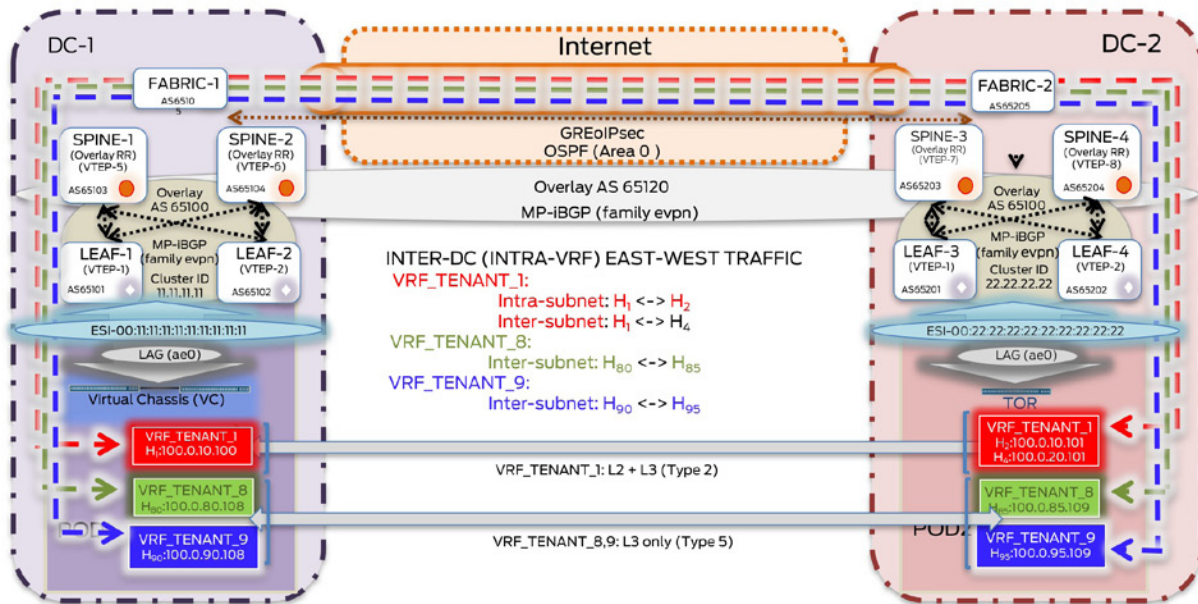 DC-1
Internet
DC-2
FABRIC-1
AS6510
5
FABRIC-2
AS65205
GREoIPsec
OSPF (Area 0 )
SPINE-1
(Overlay RR)
(VTEP-5)
AS65103
SPINE-2
(Overlay RR)
(VTEP-6)
AS65104
SPINE-3
(Overlay RR)
(VTEP-7)
AS65203
SPINE-4
(Overlay RR)
(VTEP-8)
AS65204
Overlay
AS 65100
Overlay AS 65120
MP-iBGP (family evpn)
Overlay
AS 65100
LEAF-1
(VTEP-1)
AS65101
MP-iBGP
(family evpn)
Cluster ID
11.11.11.11
LEAF-2
(VTEP-2)
AS65102
LEAF-3
(VTEP-1)
AS65201
MP-iBGP
(family evpn)
Cluster ID
22.22.22.22
LEAF-4
(VTEP-2)
AS65202
INTER-DC (INTRA-VRF) EAST-WEST TRAFFIC
VRF_TENANT_1:
Intra-subnet: H1 <-> H2
Inter-subnet: H1 <-> H4
VRF_TENANT_8:
Inter-subnet: H80 <-> H85
VRF_TENANT_9:
Inter-subnet: H90 <-> H95
ESI-00:11:11:11:11:11:11:11:11:11
ESI-00:22:22:22:22:22:22:22:22:22
LAG (ae0)
LAG (ae0)
Virtual Chassis (VC)
TOR
VRF_TENANT_1
H1:100.0.10.100
VRF_TENANT_1
H2:100.0.10.101
H4:100.0.20.101
VRF_TENANT_1: L2 + L3 (Type 2)
VRF_TENANT_8
H80:100.0.80.108
VRF_TENANT_8
H85:100.0.85.109
POD
VRF_TENANT_9
H90:100.0.90.108
VRF_TENANT_8,9: L3 only (Type 5)
POD2
VRF_TENANT_9
H95:100.0.95.109